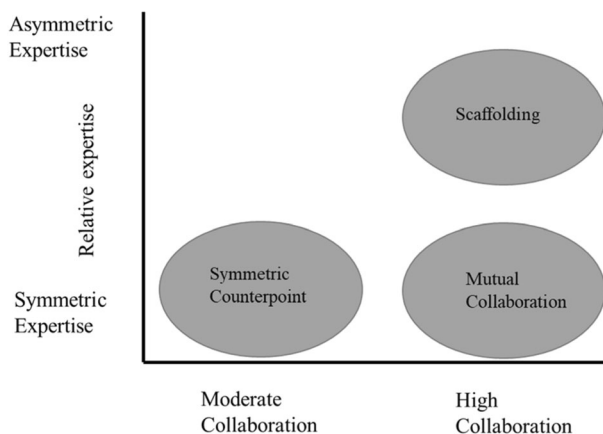 Asymmetric
Expertise
Scaffolding
Relative expertise
Symmetric
Counterpoint
Mutual
Collaboration
Symmetric
Expertise
Moderate
Collaboration
High
Collaboration